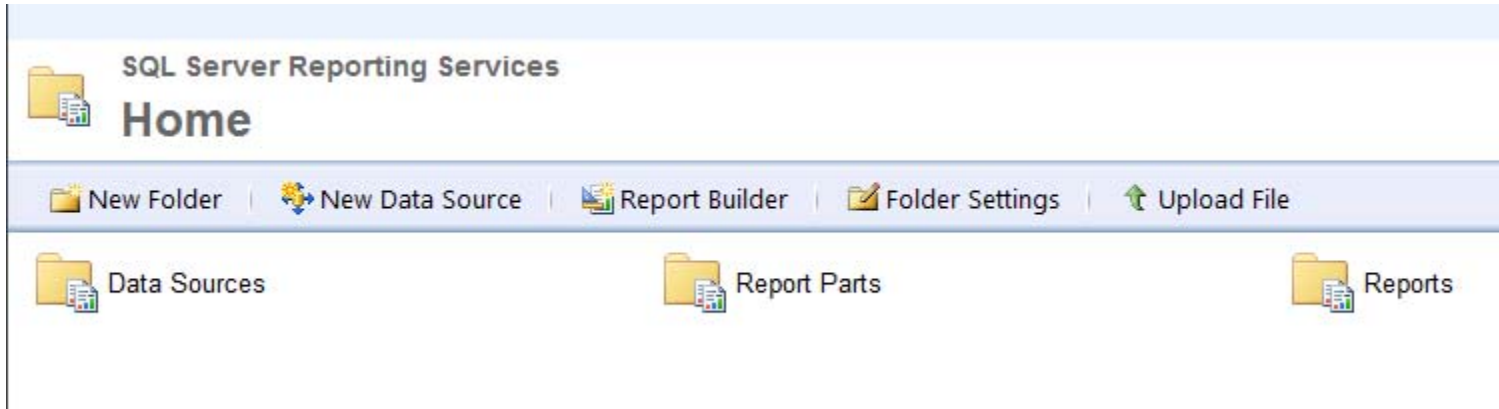 SQL Server Reporting Services
Home
New Folder New Data Source Report Builder Folder Settings Upload File
Data Sources Report Parts Reports